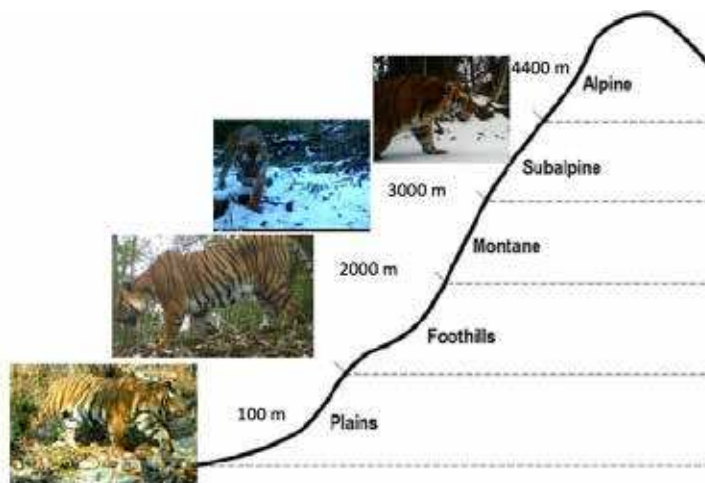 4400 m
Alpine
Subalpine
3000 m
Montane
2000 m
Foothills
100 m
Plains